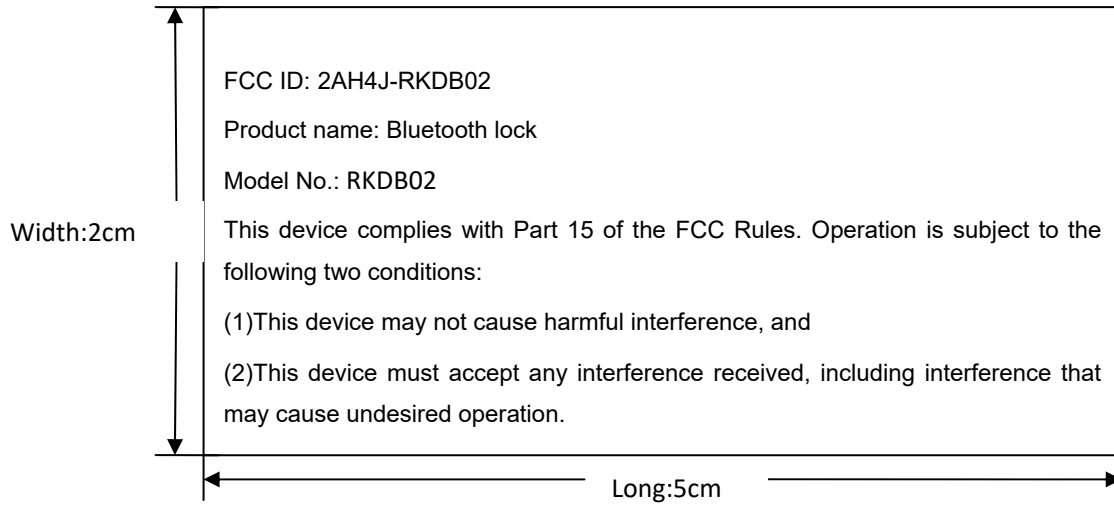 FCC ID: 2AH4J-RKDB02
Product name: Bluetooth lock
Model No.: RKDB02
Width:2cm
This device complies with Part 15 of the FCC Rules. Operation is subject to the
following two conditions:
(1)This device may not cause harmful interference, and
(2)This device must accept any interference received, including interference that
may cause undesired operation.
Long:5cm